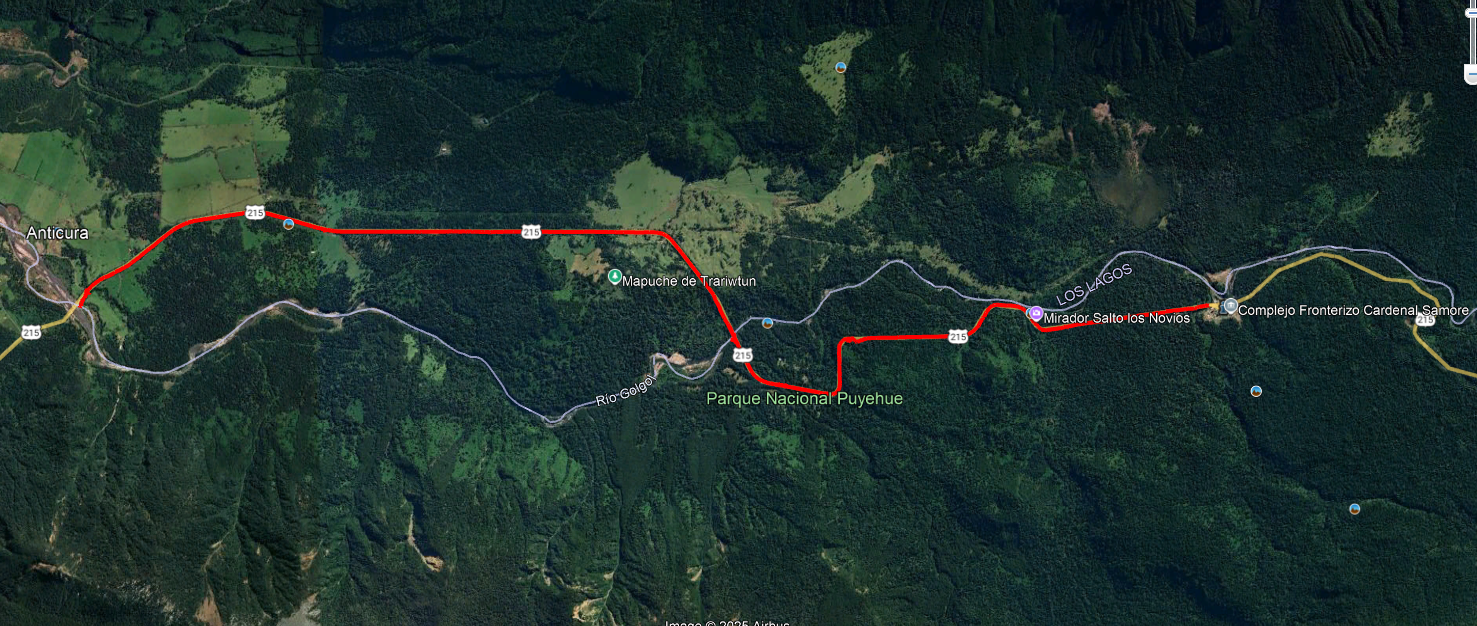 215
Anticura
215
Mapuche de Trariwtun
LOS LAGOS
Complejo Fronterizo Cardenal Samore
Mirador Salto los Novios
215
215
215
215
Río Golgol
Parque Nacional Puyehue
Image © 2025 Airbus